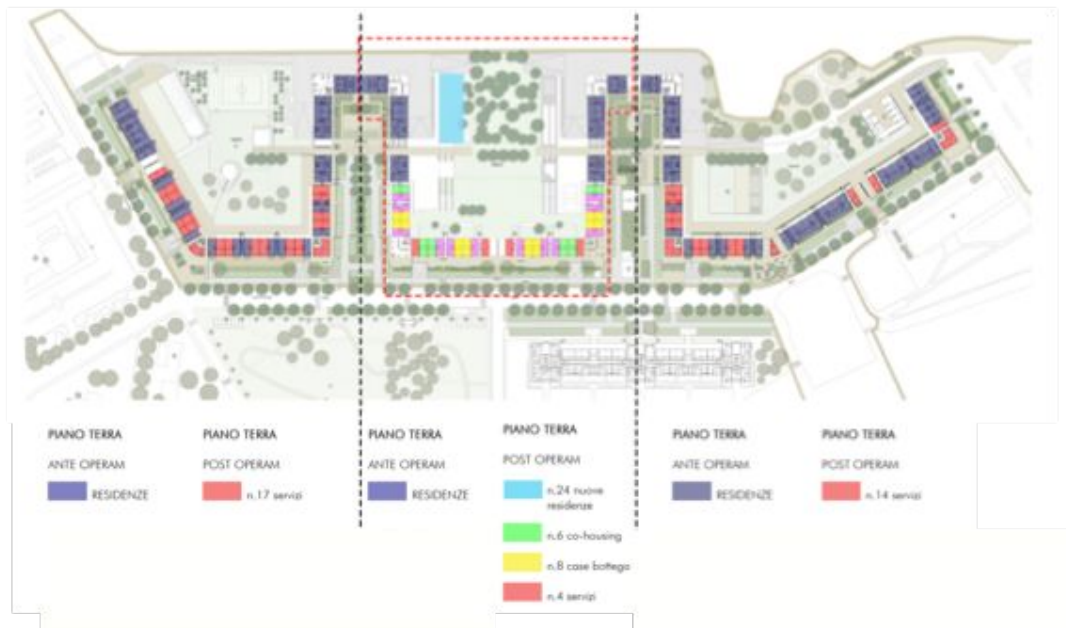 PIANO TERRA
ANTE OPERAM
RESIDENZE
PIANO TERRA
POST OPERAM
n.17 servizi
PIANO TERRA
ANTE OPERAM
RESIDENZE
PIANO TERRA
POST OPERAM
n.24 nuove
residenze
n.6 co-housing
n.8 case bottega
n.4 servizi
PIANO TERRA
ANTE OPERAM
RESIDENZE
PIANO TERRA
POST OPERAM
n.14 servizi